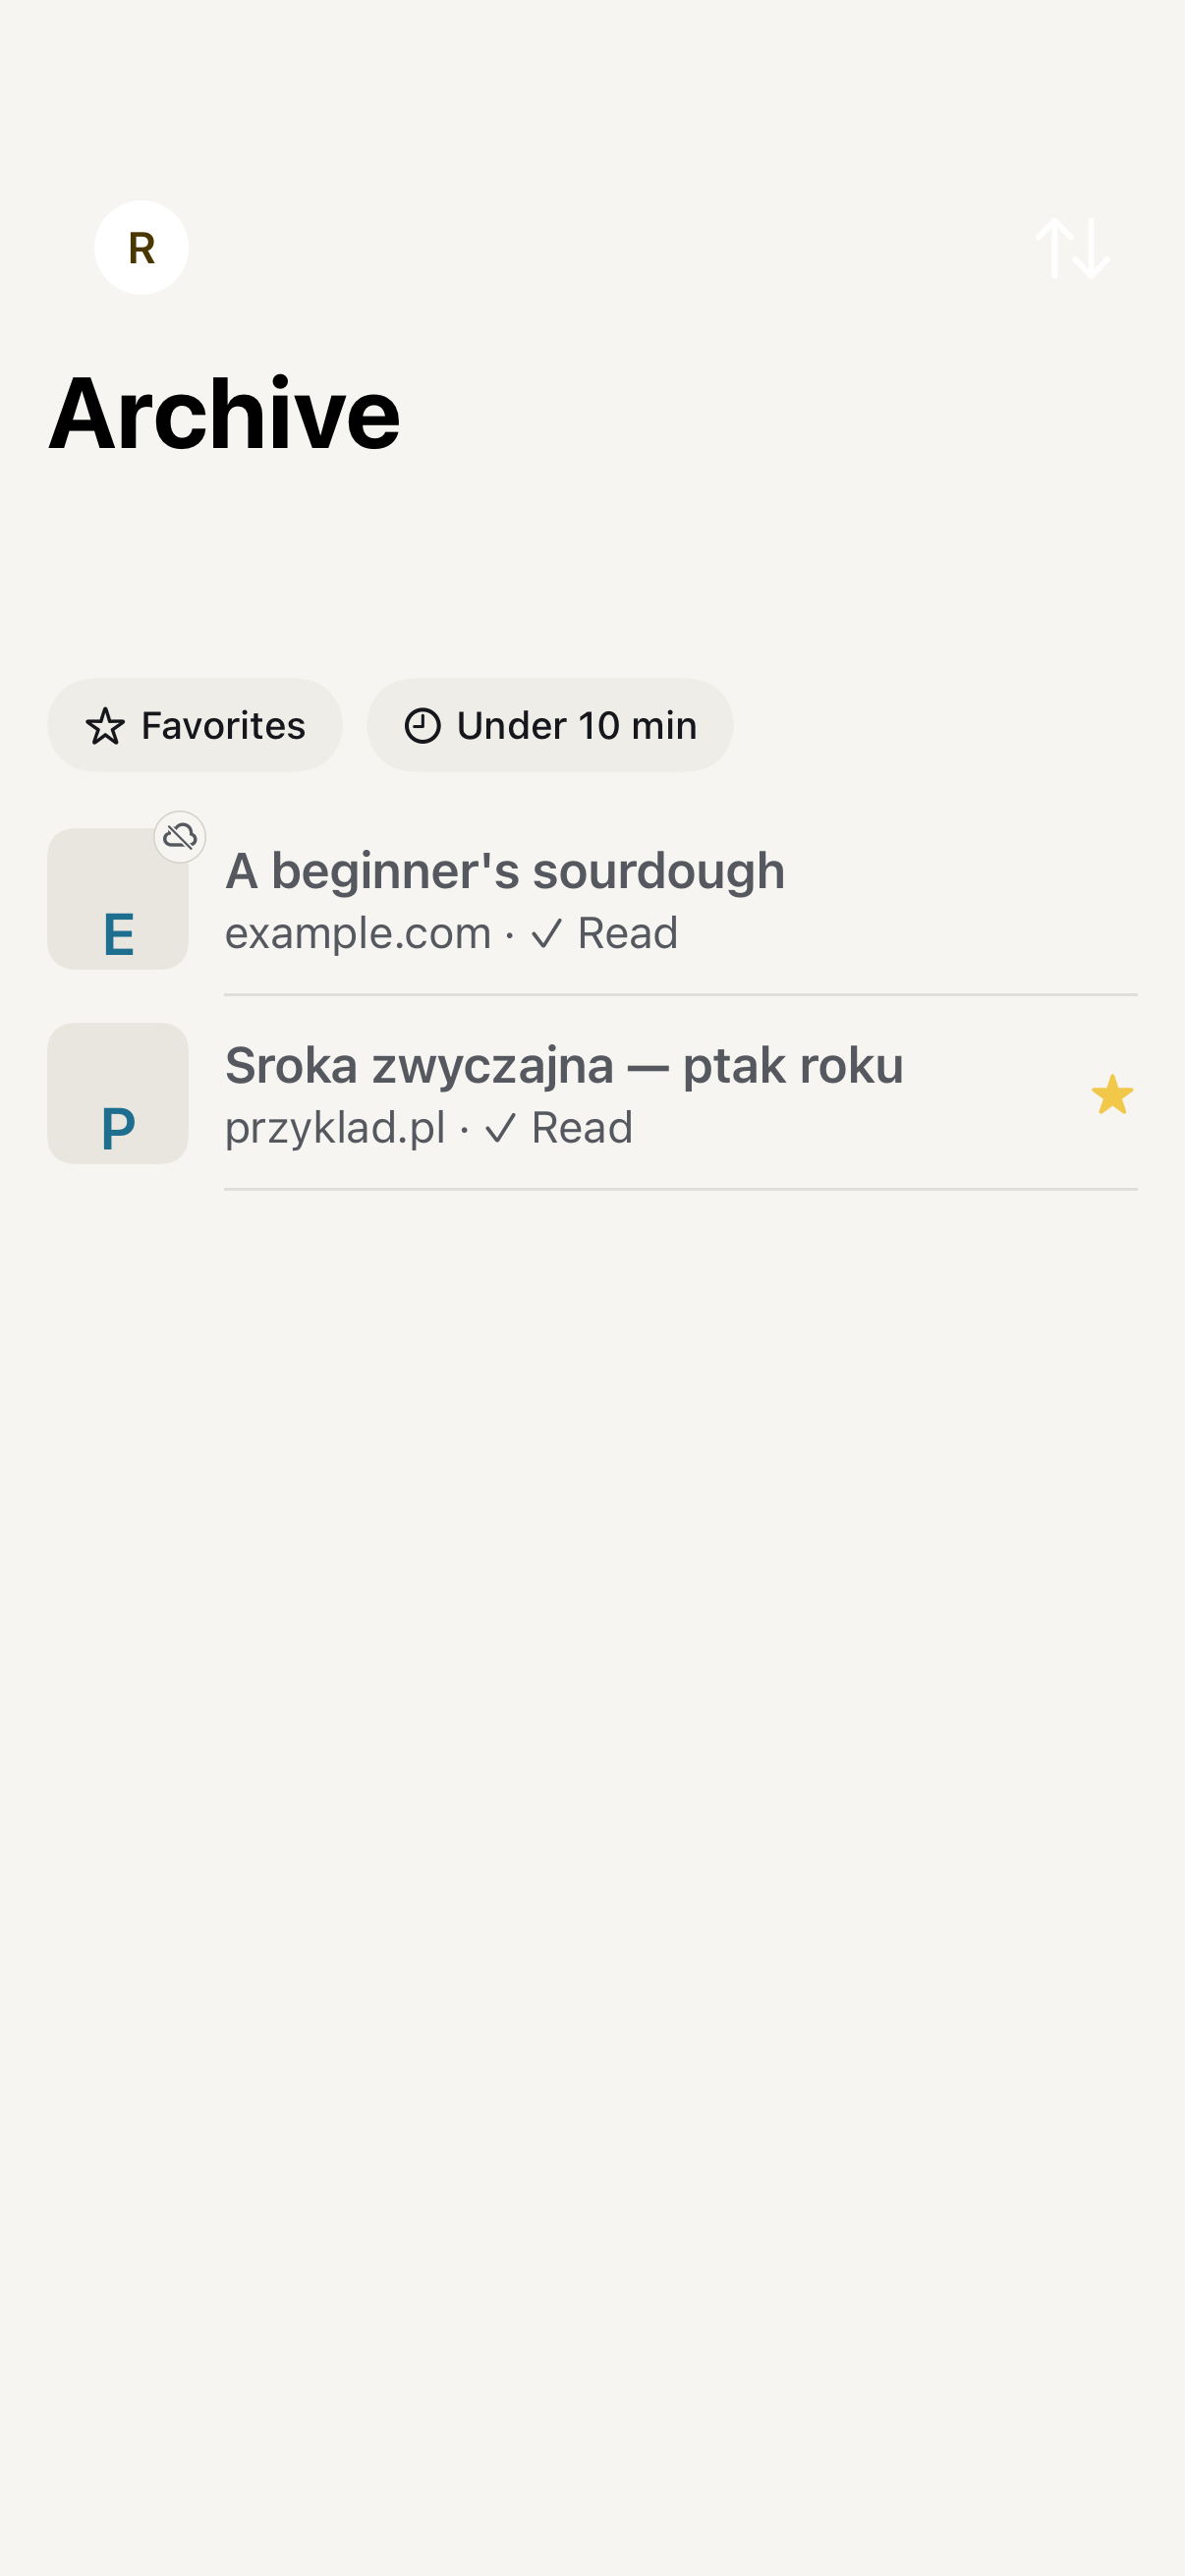 R
Archive
Favorites
Under 10 min
E
A beginner's sourdough
example.com · ✓ Read
P
Sroka zwyczajna — ptak roku
przyklad.pl · ✓ Read